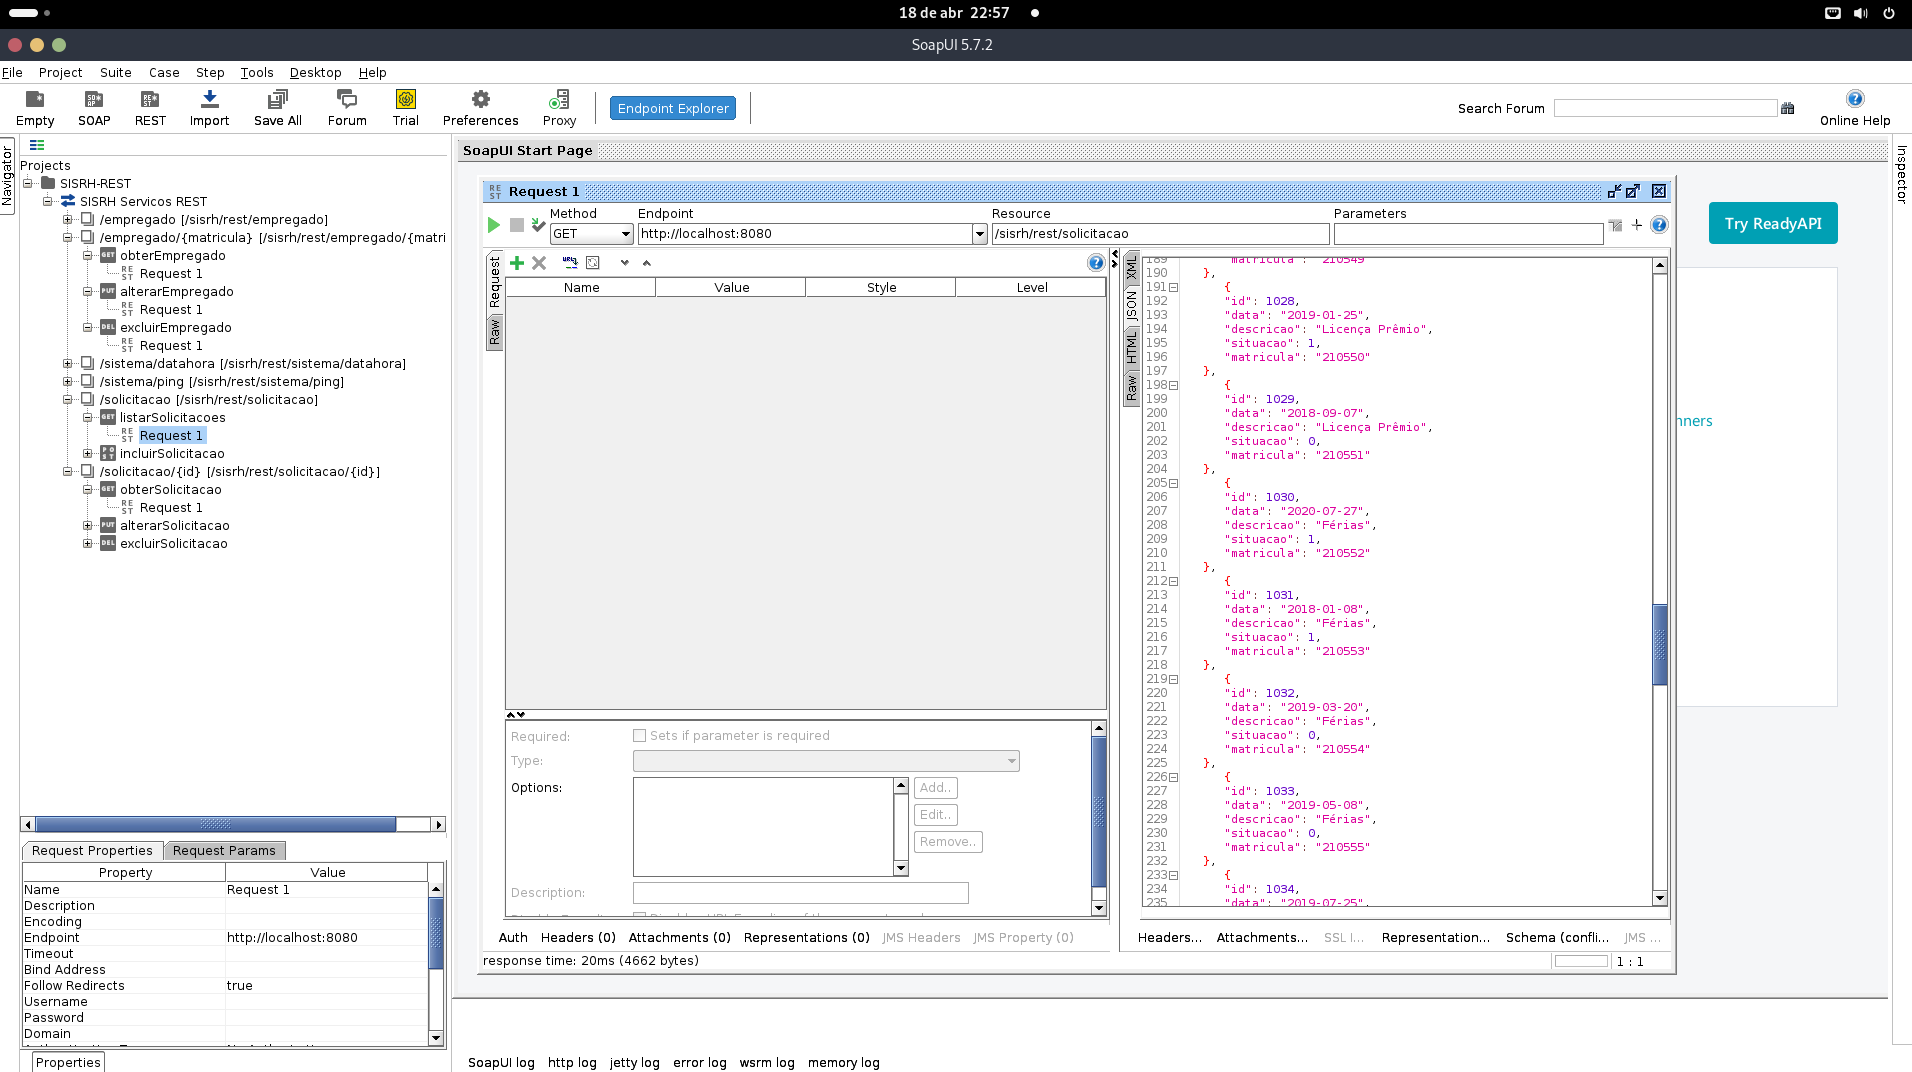 18 de abr 22:57
SoapUI 5.7.2
File Project Suite Case Step Tools Desktop Help
Empty SOAP REST Import Save All Forum Trial Preferences Proxy Endpoint Explorer Search Forum Online Help
Navigator
Projects
SISRH-REST
SISRH Servicos REST
/empregado [/sisrh/rest/empregado]
/empregado/{matricula} [/sisrh/rest/empregado/{matri
GET obterEmpregado
REST Request 1
PUT alterarEmpregado
REST Request 1
DEL excluirEmpregado
REST Request 1
/sistema/datahora [/sisrh/rest/sistema/datahora]
/sistema/ping [/sisrh/rest/sistema/ping]
/solicitacao [/sisrh/rest/solicitacao]
GET listarSolicitacoes
REST Request 1
POST incluirSolicitacao
/solicitacao/{id} [/sisrh/rest/solicitacao/{id}]
GET obterSolicitacao
REST Request 1
PUT alterarSolicitacao
DEL excluirSolicitacao
Request Properties Request Params
Property Value
Name Request 1
Description
Encoding
Endpoint http://localhost:8080
Timeout
Bind Address
Follow Redirects true
Username
Password
Domain
Properties
SoapUI Start Page
REST Request 1
Method Endpoint Resource Parameters
GET http://localhost:8080 /sisrh/rest/solicitacao
Request
Raw
Name Value Style Level
Required: Sets if parameter is required
Type:
Options: Add..
Edit..
Remove..
Description:
Auth Headers (0) Attachments (0) Representations (0) JMS Headers JMS Property (0)
response time: 20ms (4662 bytes)
XML
JSON
HTML
Raw
189 "matricula": "210549"
190 },
191 {
192 "id": 1028,
193 "data": "2019-01-25",
194 "descricao": "Licença Prêmio",
195 "situacao": 1,
196 "matricula": "210550"
197 },
198 {
199 "id": 1029,
200 "data": "2018-09-07",
201 "descricao": "Licença Prêmio",
202 "situacao": 0,
203 "matricula": "210551"
204 },
205 {
206 "id": 1030,
207 "data": "2020-07-27",
208 "descricao": "Férias",
209 "situacao": 1,
210 "matricula": "210552"
211 },
212 {
213 "id": 1031,
214 "data": "2018-01-08",
215 "descricao": "Férias",
216 "situacao": 1,
217 "matricula": "210553"
218 },
219 {
220 "id": 1032,
221 "data": "2019-03-20",
222 "descricao": "Férias",
223 "situacao": 0,
224 "matricula": "210554"
225 },
226 {
227 "id": 1033,
228 "data": "2019-05-08",
229 "descricao": "Férias",
230 "situacao": 0,
231 "matricula": "210555"
232 },
233 {
234 "id": 1034,
235 "data": "2019-07-25",
Headers... Attachments... SSL I... Representation... Schema (confli... JMS ...
1 : 1
Try ReadyAPI
nners
Inspector
SoapUI log http log jetty log error log wsrm log memory log